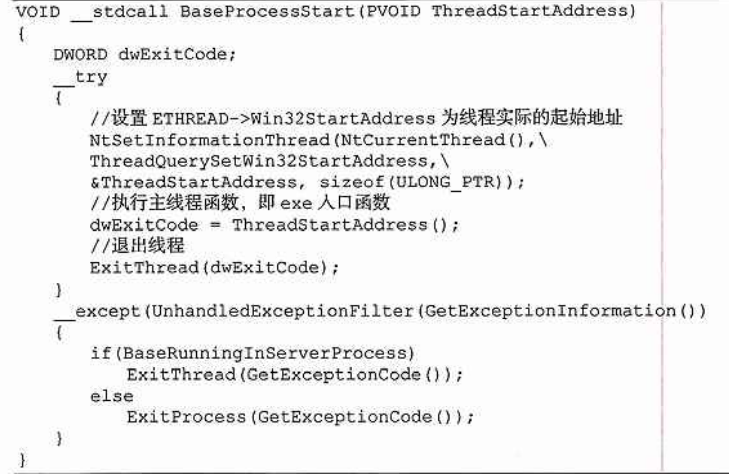 VOID __stdcall BaseProcessStart(PVOID ThreadStartAddress)
{
    DWORD dwExitCode;
    __try
    {
        //设置 ETHREAD->Win32StartAddress 为线程实际的起始地址
        NtSetInformationThread(NtCurrentThread(),\
        ThreadQuerySetWin32StartAddress,\
        &ThreadStartAddress, sizeof(ULONG_PTR));
        //执行主线程函数，即 exe 入口函数
        dwExitCode = ThreadStartAddress();
        //退出线程
        ExitThread(dwExitCode);
    }
    __except(UnhandledExceptionFilter(GetExceptionInformation())
    {
        if(BaseRunningInServerProcess)
            ExitThread(GetExceptionCode());
        else
            ExitProcess(GetExceptionCode());
    }
}